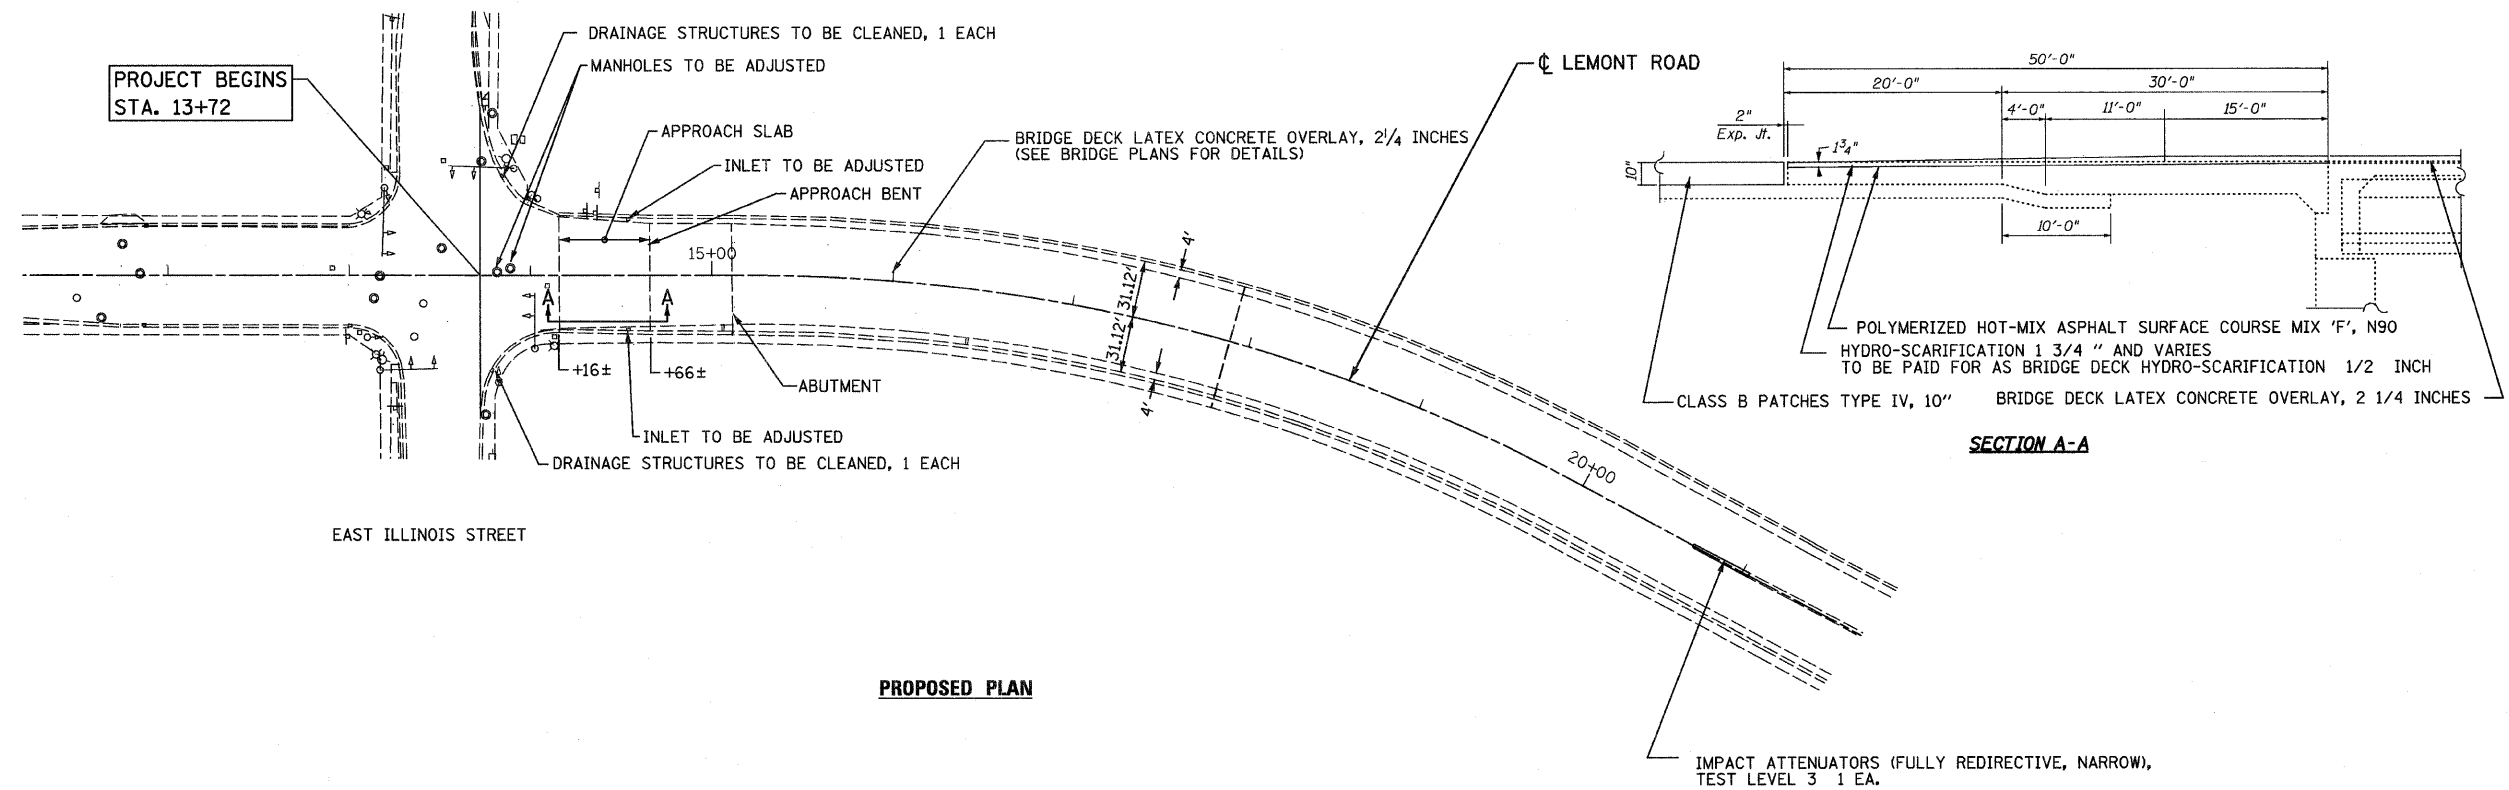 DRAINAGE STRUCTURES TO BE CLEANED, 1 EACH
MANHOLES TO BE ADJUSTED
PROJECT BEGINS
STA. 13+72
APPROACH SLAB
INLET TO BE ADJUSTED
APPROACH BENT
BRIDGE DECK LATEX CONCRETE OVERLAY, 2 1/4 INCHES
(SEE BRIDGE PLANS FOR DETAILS)
℄ LEMONT ROAD
15+00
A A
+16±
+66±
ABUTMENT
INLET TO BE ADJUSTED
DRAINAGE STRUCTURES TO BE CLEANED, 1 EACH
4'
31.12'
31.12'
4'
20+00
EAST ILLINOIS STREET
PROPOSED PLAN
IMPACT ATTENUATORS (FULLY REDIRECTIVE, NARROW),
TEST LEVEL 3 1 EA.
50'-0"
20'-0" 30'-0"
4'-0" 11'-0" 15'-0"
2"
Exp. Jt.
1 3/4"
10"
10'-0"
POLYMERIZED HOT-MIX ASPHALT SURFACE COURSE MIX 'F', N90
HYDRO-SCARIFICATION 1 3/4 " AND VARIES
TO BE PAID FOR AS BRIDGE DECK HYDRO-SCARIFICATION 1/2 INCH
CLASS B PATCHES TYPE IV, 10"
BRIDGE DECK LATEX CONCRETE OVERLAY, 2 1/4 INCHES
SECTION A-A